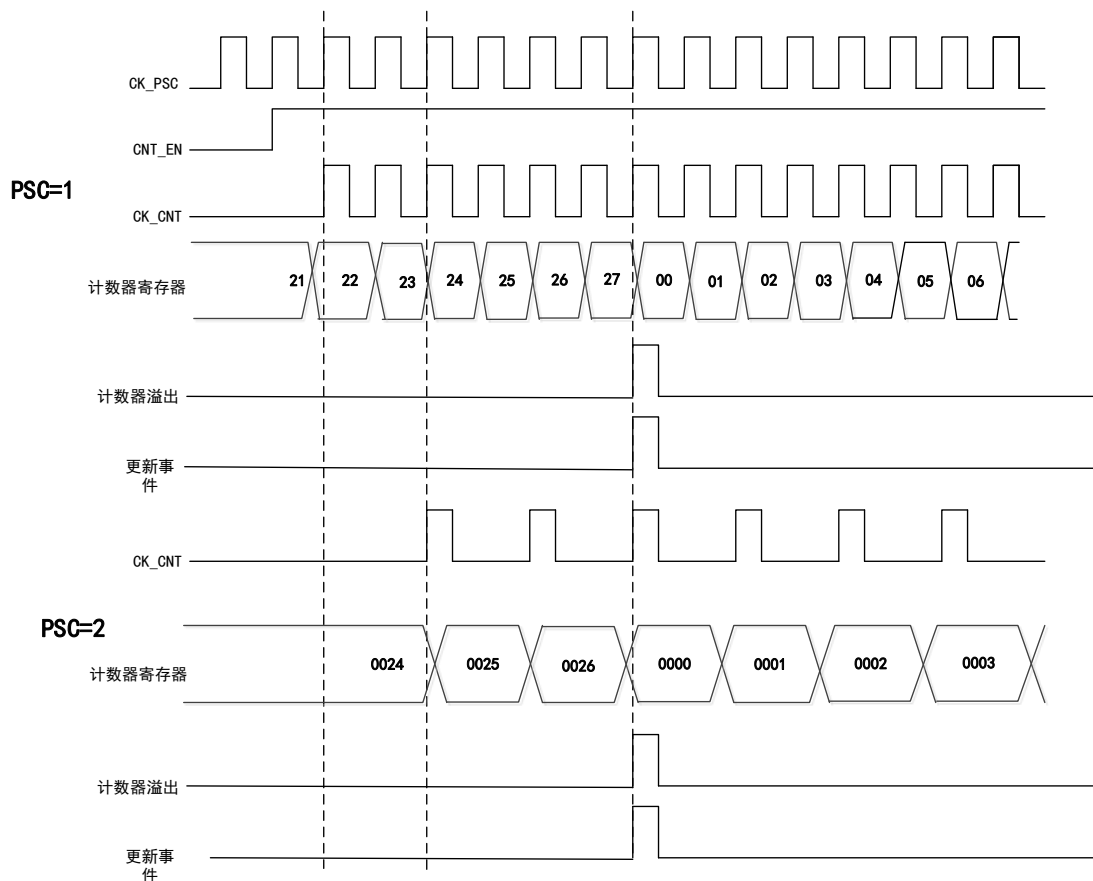 CK_PSC
CNT_EN
PSC=1
CK_CNT
计数器寄存器
21 22 23 24 25 26 27 00 01 02 03 04 05 06
计数器溢出
更新事
件
CK_CNT
PSC=2
计数器寄存器
0024 0025 0026 0000 0001 0002 0003
计数器溢出
更新事
件